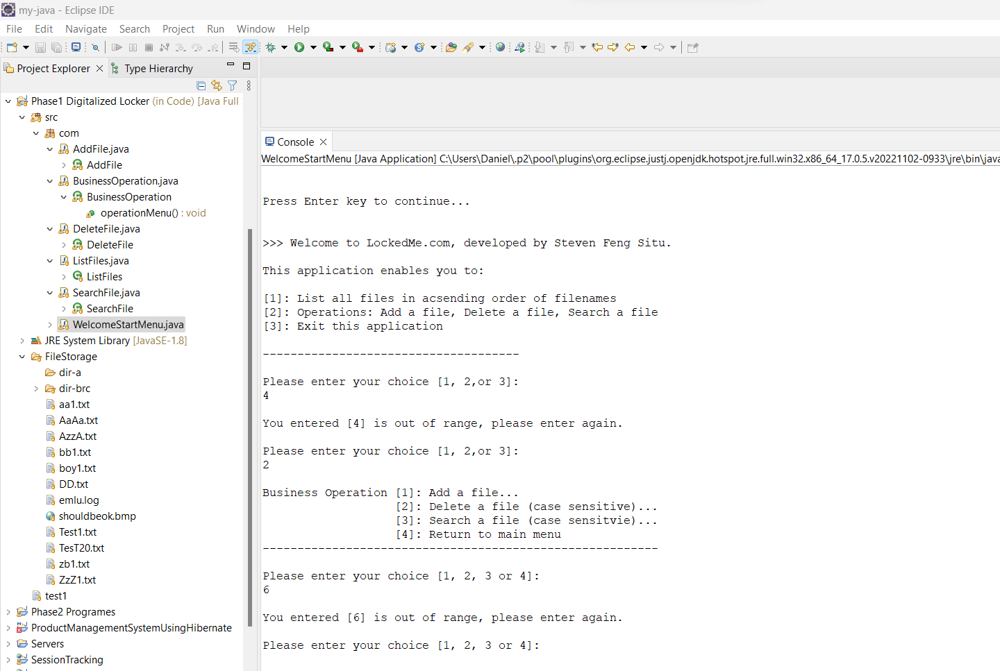 my-java - Eclipse IDE
File Edit Navigate Search Project Run Window Help
Project Explorer
Type Hierarchy
Phase1 Digitalized Locker (in Code) [Java Full
src
com
AddFile.java
AddFile
BusinessOperation.java
BusinessOperation
operationMenu() : void
DeleteFile.java
DeleteFile
ListFiles.java
ListFiles
SearchFile.java
SearchFile
WelcomeStartMenu.java
JRE System Library [JavaSE-1.8]
FileStorage
dir-a
dir-brc
aa1.txt
AaAa.txt
AzzA.txt
bb1.txt
boy1.txt
DD.txt
emlu.log
shouldbeok.bmp
Test1.txt
TesT20.txt
zb1.txt
ZzZ1.txt
test1
Phase2 Programes
ProductManagementSystemUsingHibernate
Servers
SessionTracking
Console
WelcomeStartMenu [Java Application] C:\Users\Daniel\.p2\pool\plugins\org.eclipse.justj.openjdk.hotspot.jre.full.win32.x86_64_17.0.5.v20221102-0933\jre\bin\java
Press Enter key to continue...
>>> Welcome to LockedMe.com, developed by Steven Feng Situ.
This application enables you to:
[1]: List all files in acsending order of filenames
[2]: Operations: Add a file, Delete a file, Search a file
[3]: Exit this application
-------------------------------------
Please enter your choice [1, 2,or 3]:
4
You entered [4] is out of range, please enter again.
Please enter your choice [1, 2,or 3]:
2
Business Operation [1]: Add a file...
[2]: Delete a file (case sensitive)...
[3]: Search a file (case sensitvie)...
[4]: Return to main menu
---------------------------------------------------------
Please enter your choice [1, 2, 3 or 4]:
6
You entered [6] is out of range, please enter again.
Please enter your choice [1, 2, 3 or 4]: